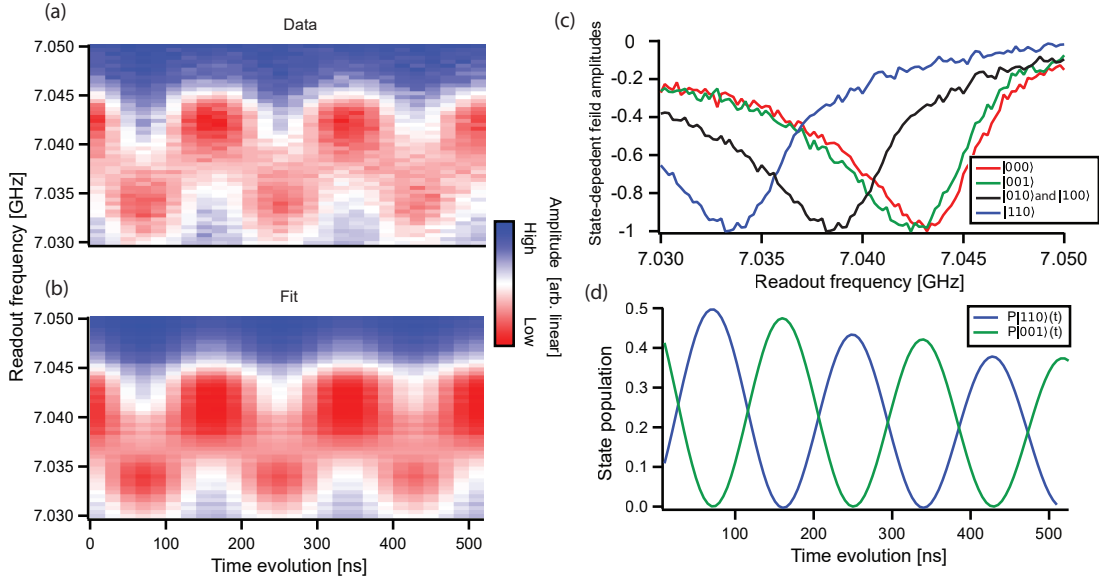 (a)
Data
7.050
7.045
7.040
7.035
7.030
Readout frequency [GHz]
(b)
Fit
7.050
7.045
7.040
7.035
7.030
0
100
200
300
400
500
Time evolution [ns]
High
Low
Amplitude [arb. linear]
(c)
State-dependent feild amplitudes
0
-0.2
-0.4
-0.6
-0.8
-1
7.030
7.035
7.040
7.045
7.050
Readout frequency [GHz]
|000⟩
|001⟩
|010⟩and|100⟩
|110⟩
(d)
State population
0.5
0.4
0.3
0.2
0.1
0.0
100
200
300
400
500
Time evolution [ns]
P|110⟩(t)
P|001⟩(t)